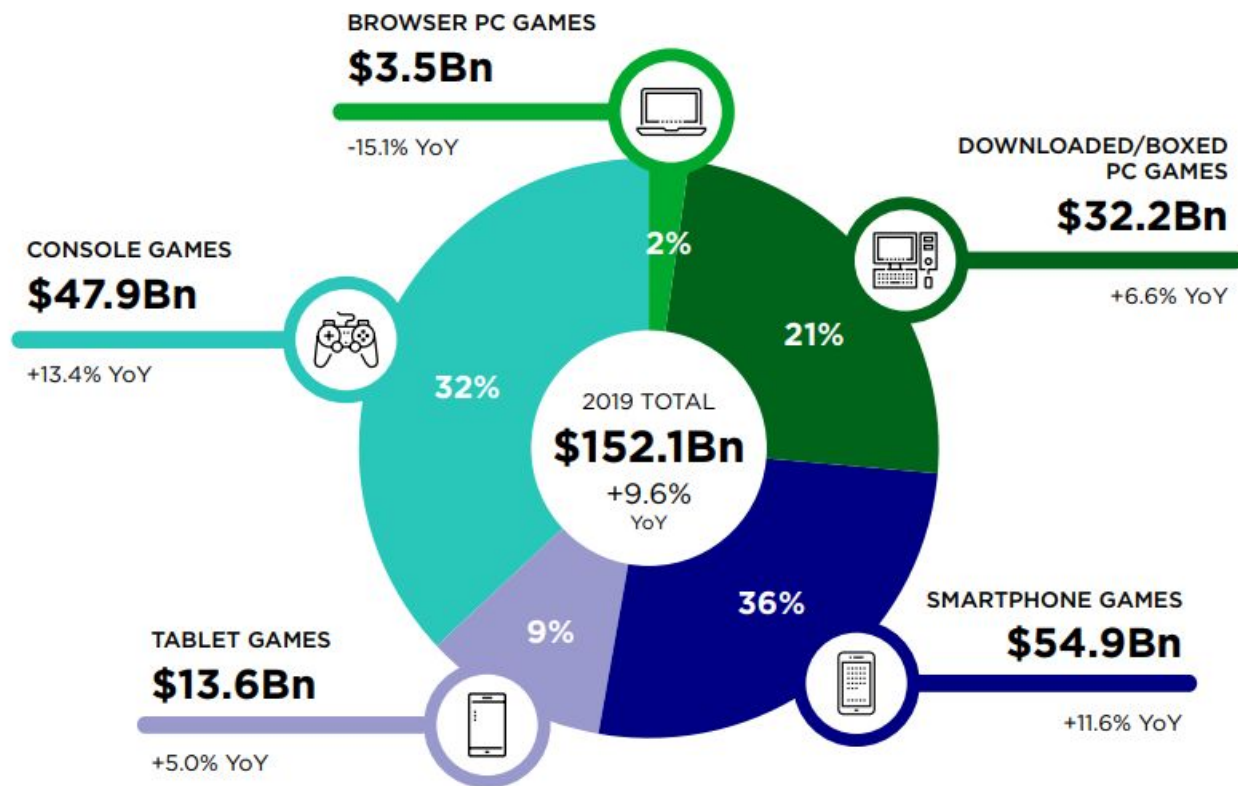 BROWSER PC GAMES
$3.5Bn
-15.1% YoY
DOWNLOADED/BOXED
PC GAMES
$32.2Bn
+6.6% YoY
CONSOLE GAMES
$47.9Bn
+13.4% YoY
2%
21%
32%
2019 TOTAL
$152.1Bn
+9.6%
YoY
36%
9%
SMARTPHONE GAMES
$54.9Bn
+11.6% YoY
TABLET GAMES
$13.6Bn
+5.0% YoY